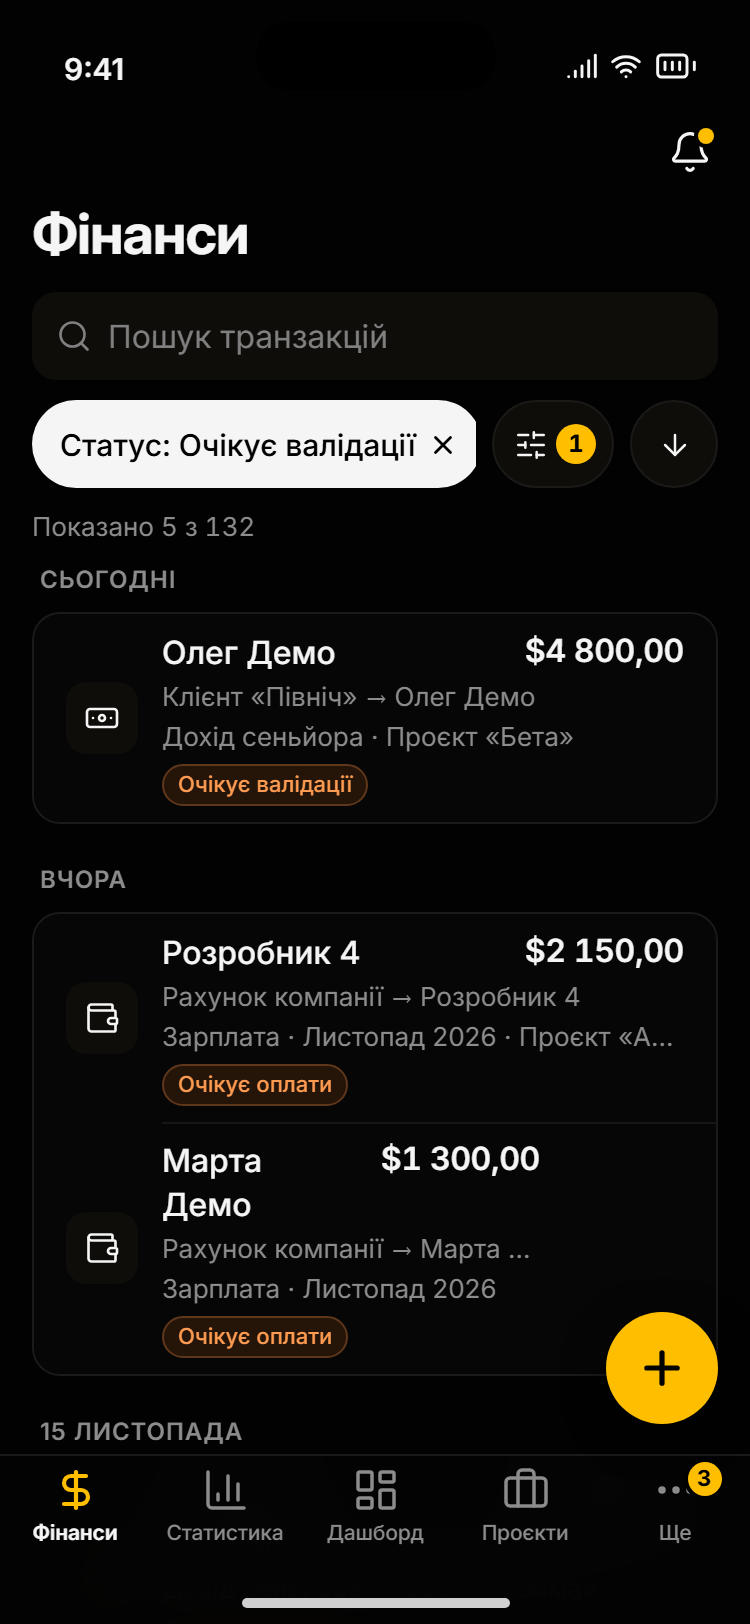 9:41
Фінанси
Пошук транзакцій
Статус: Очікує валідації
1
Показано 5 з 132
СЬОГОДНІ
Олег Демо $4 800,00
Клієнт «Північ» → Олег Демо
Дохід сеньйора · Проєкт «Бета»
Очікує валідації
ВЧОРА
Розробник 4 $2 150,00
Рахунок компанії → Розробник 4
Зарплата · Листопад 2026 · Проєкт «А...
Очікує оплати
Марта $1 300,00
Демо
Рахунок компанії → Марта ...
Зарплата · Листопад 2026
Очікує оплати
15 ЛИСТОПАДА
3
Фінанси Статистика Дашборд Проєкти Ще